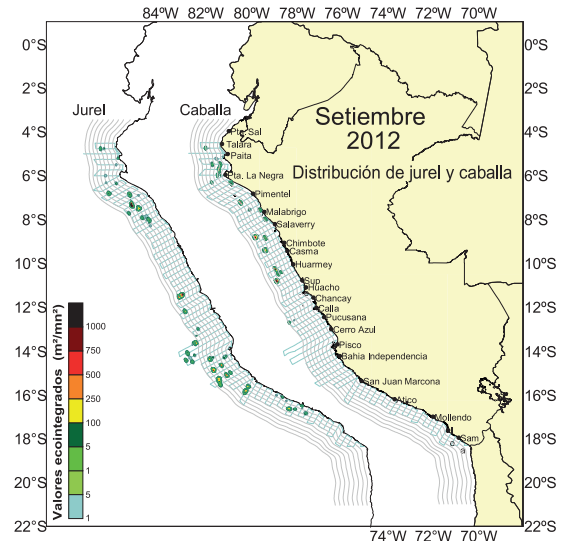 84°W 82°W 80°W 78°W 76°W 74°W 72°W 70°W
0°S 0°S
2°S 2°S
Jurel Caballa Setiembre
2012
4°S 4°S
Pta. Sal
Talara
Paita
Distribución de jurel y caballa
6°S 6°S
Pta. La Negra
Pimentel
Malabrigo
8°S 8°S
Salaverry
Chimbote
Casma
10°S 10°S
Huarmey
Sup
Huacho
Chancay
12°S 12°S
Calla
Pucusana
Cerro Azul
Pisco
14°S 14°S
Bahia Independencia
San Juan Marcona
16°S 16°S
Atico
Mollendo
Sam
18°S 18°S
20°S 20°S
22°S 22°S
74°W 72°W 70°W
Valores ecointegrados (m²/mm²)
1000
750
500
250
100
5
1
5
1